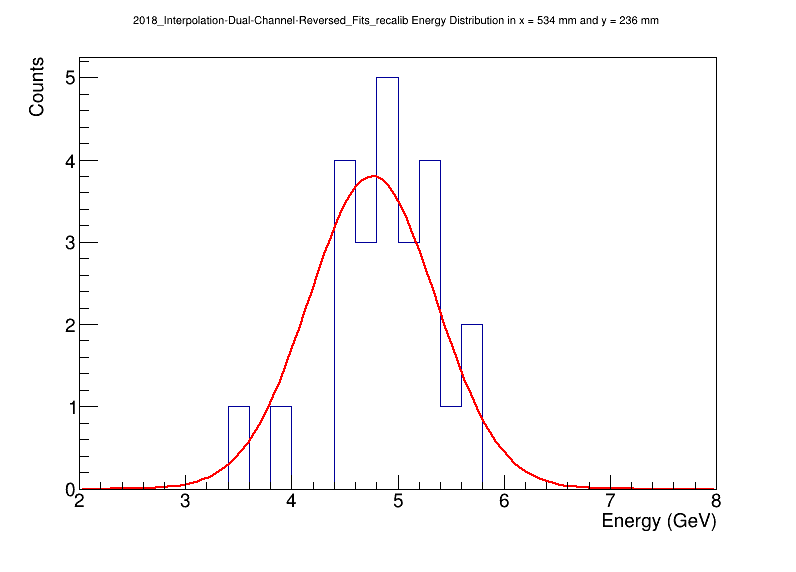 2018_Interpolation-Dual-Channel-Reversed_Fits_recalib Energy Distribution in x = 534 mm and y = 236 mm
Counts
5
4
3
2
1
0
2 3 4 5 6 7 8
Energy (GeV)